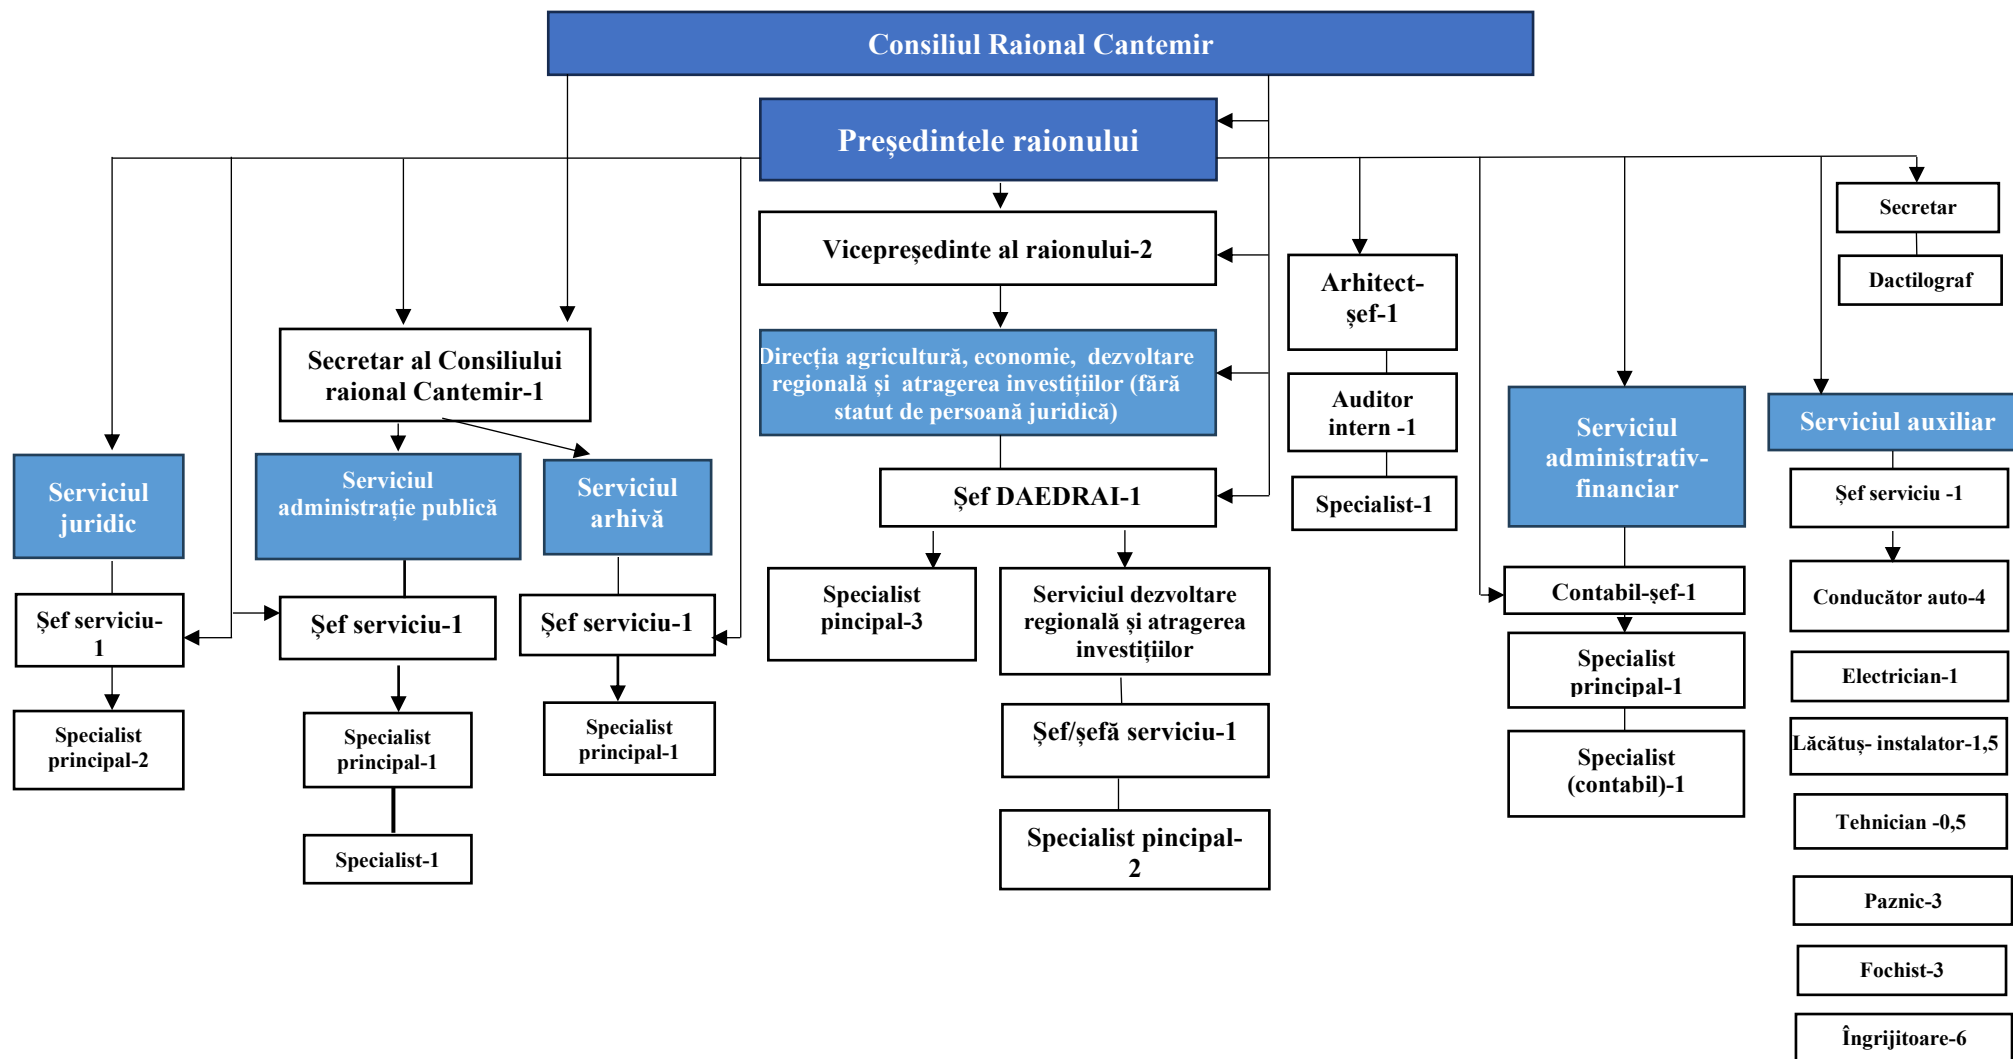 Consiliul Raional Cantemir
Președintele raionului
Secretar
Vicepreședinte al raionului-2
Dactilograf
Arhitect-
șef-1
Secretar al Consiliului
raional Cantemir-1
Direcția agricultură, economie, dezvoltare
regională și atragerea investițiilor (fără
statut de persoană juridică)
Auditor
intern -1
Serviciul
administrativ-
financiar
Serviciul auxiliar
Serviciul
juridic
Serviciul
administrație publică
Serviciul
arhivă
Șef DAEDRAI-1
Specialist-1
Șef serviciu -1
Șef serviciu-
1
Șef serviciu-1
Șef serviciu-1
Specialist
pincipal-3
Serviciul dezvoltare
regională și atragerea
investițiilor
Contabil-șef-1
Conducător auto-4
Specialist
principal-1
Electrician-1
Specialist
principal-2
Specialist
principal-1
Specialist
principal-1
Șef/șefă serviciu-1
Specialist
(contabil)-1
Lăcătuș- instalator-1,5
Tehnician -0,5
Specialist-1
Specialist pincipal-
2
Paznic-3
Fochist-3
Îngrijitoare-6